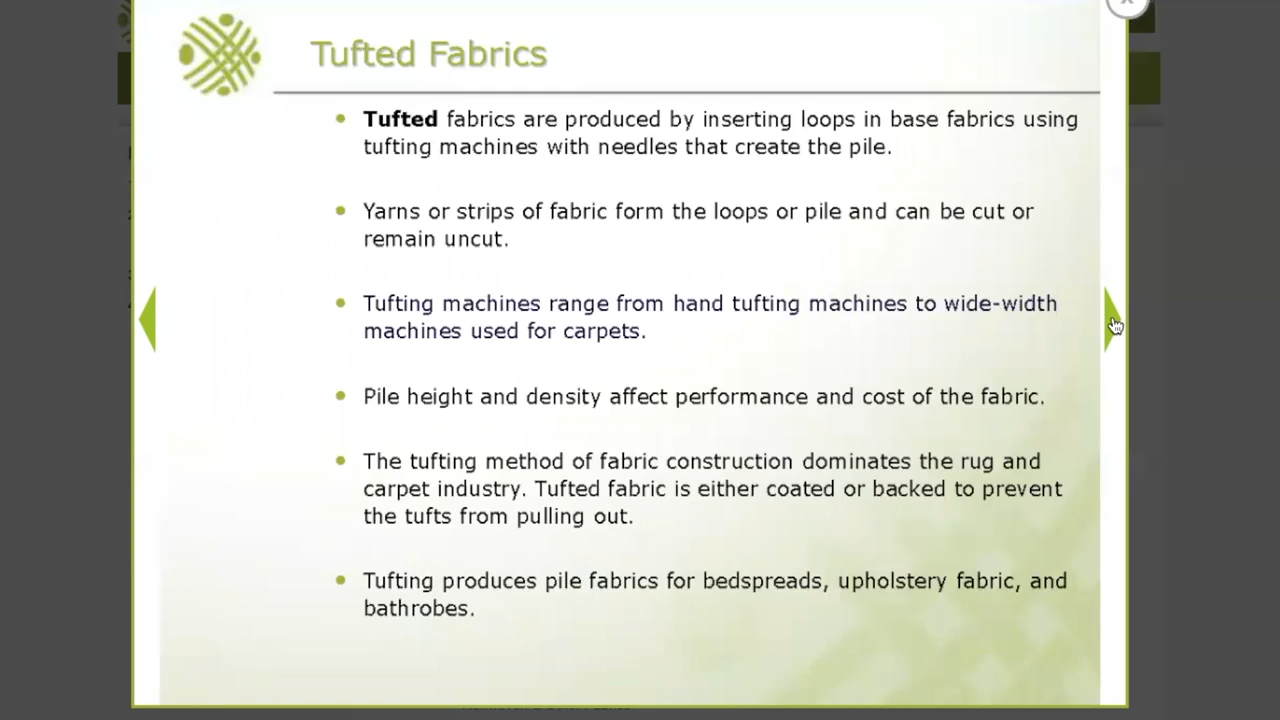 Tufted Fabrics
Tufted fabrics are produced by inserting loops in base fabrics using
tufting machines with needles that create the pile.
Yarns or strips of fabric form the loops or pile and can be cut or
remain uncut.
Tufting machines range from hand tufting machines to wide-width
machines used for carpets.
Pile height and density affect performance and cost of the fabric.
The tufting method of fabric construction dominates the rug and
carpet industry. Tufted fabric is either coated or backed to prevent
the tufts from pulling out.
Tufting produces pile fabrics for bedspreads, upholstery fabric, and
bathrobes.